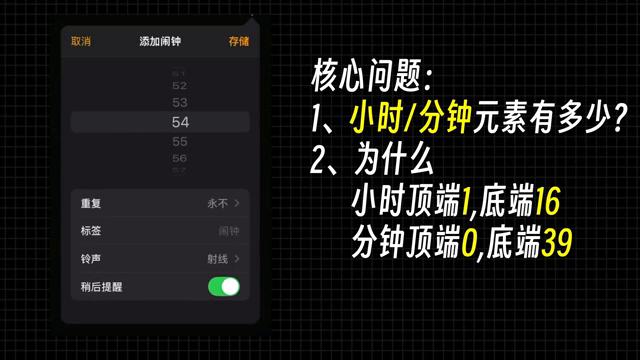 取消 添加闹钟 存储
51
52
53
54
55
56
57
重复 永不
标签 闹钟
铃声 射线
稍后提醒
核心问题：
1、小时/分钟元素有多少？
2、为什么
小时顶端1,底端16
分钟顶端0,底端39